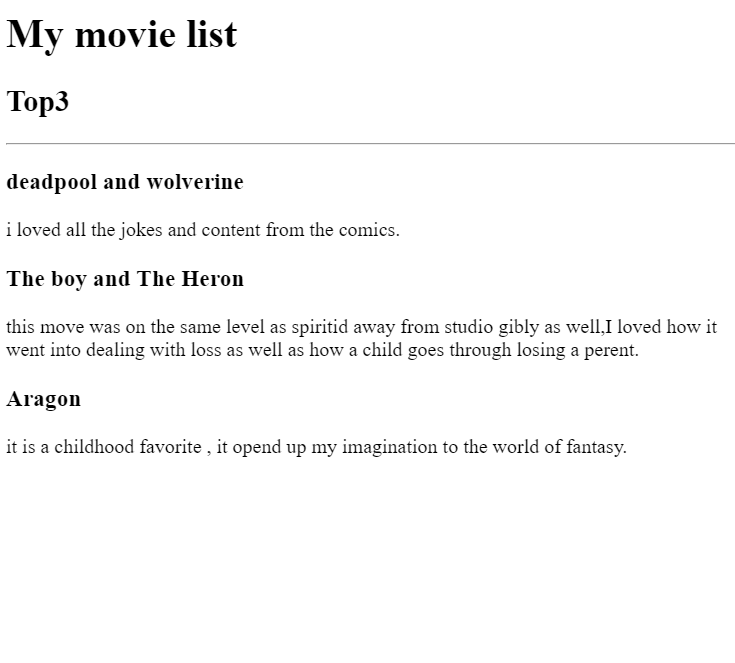 My movie list
Top3
deadpool and wolverine
i loved all the jokes and content from the comics.
The boy and The Heron
this move was on the same level as spiritid away from studio gibly as well,I loved how it
went into dealing with loss as well as how a child goes through losing a perent.
Aragon
it is a childhood favorite , it opend up my imagination to the world of fantasy.